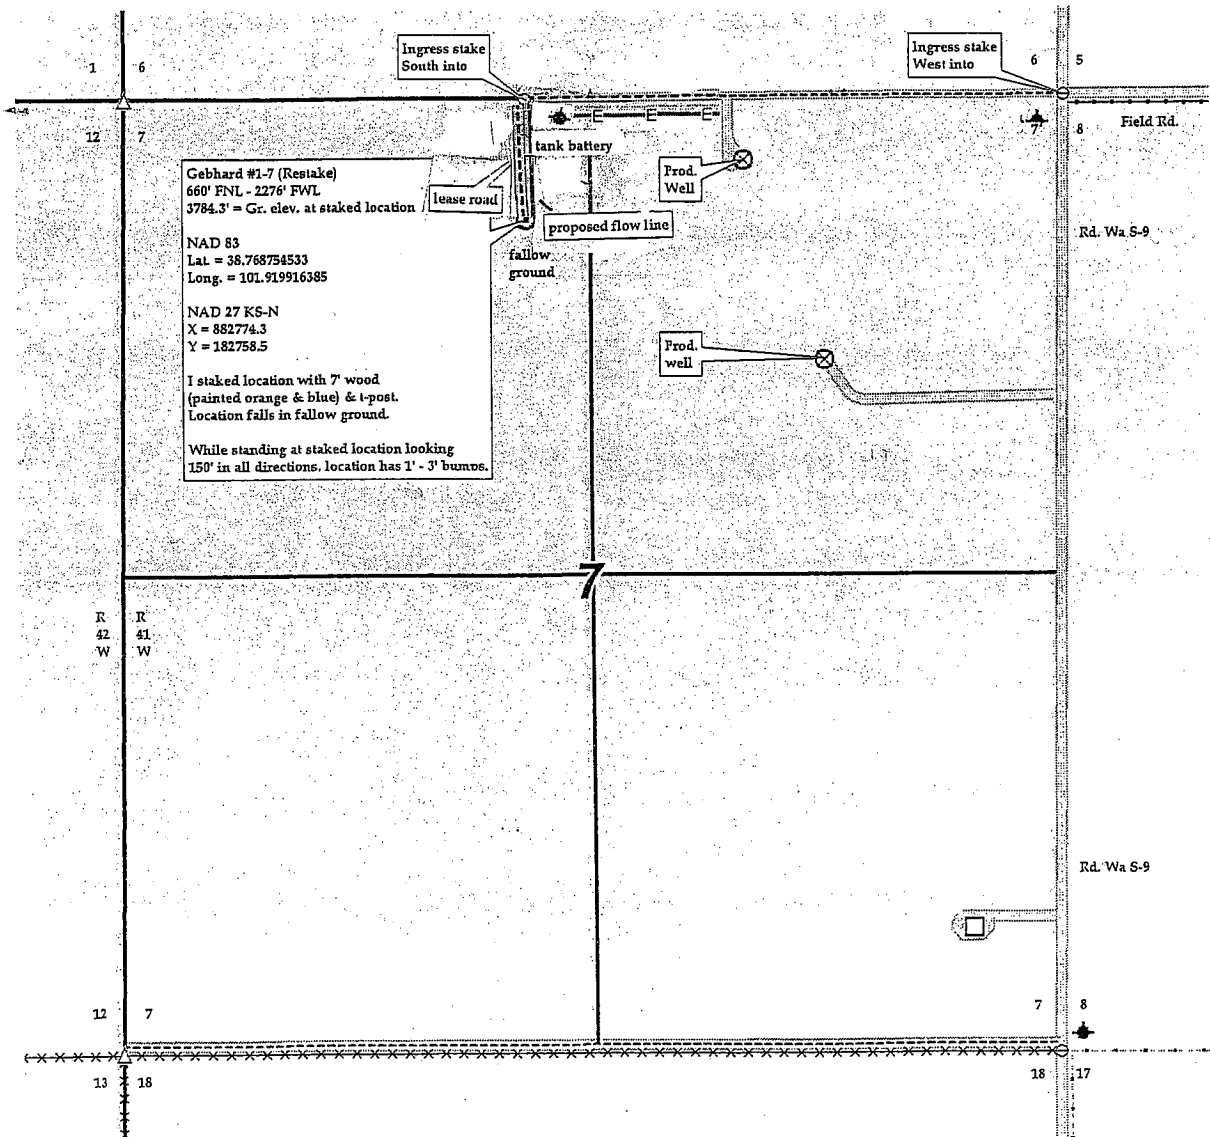 Ingress stake
South into
Ingress stake
West into
1 6
6 5
12 7
7 8
Field Rd.
E E E
tank battery
Gebhard #1-7 (Restake)
660' FNL - 2276' FWL
3784.3' = Gr. elev. at staked location
NAD 83
Lat. = 38.768754533
Long. = 101.919916385
NAD 27 KS-N
X = 882774.3
Y = 182758.5
I staked location with 7' wood
(painted orange & blue) & t-post.
Location falls in fallow ground.
While standing at staked location looking
150' in all directions, location has 1' - 3' bumps.
lease road
proposed flow line
fallow
ground
Prod.
Well
Rd. Wa S-9
Prod.
well
7
R R
42 41
W W
Rd. Wa S-9
12 7
7 8
13 18
18 17